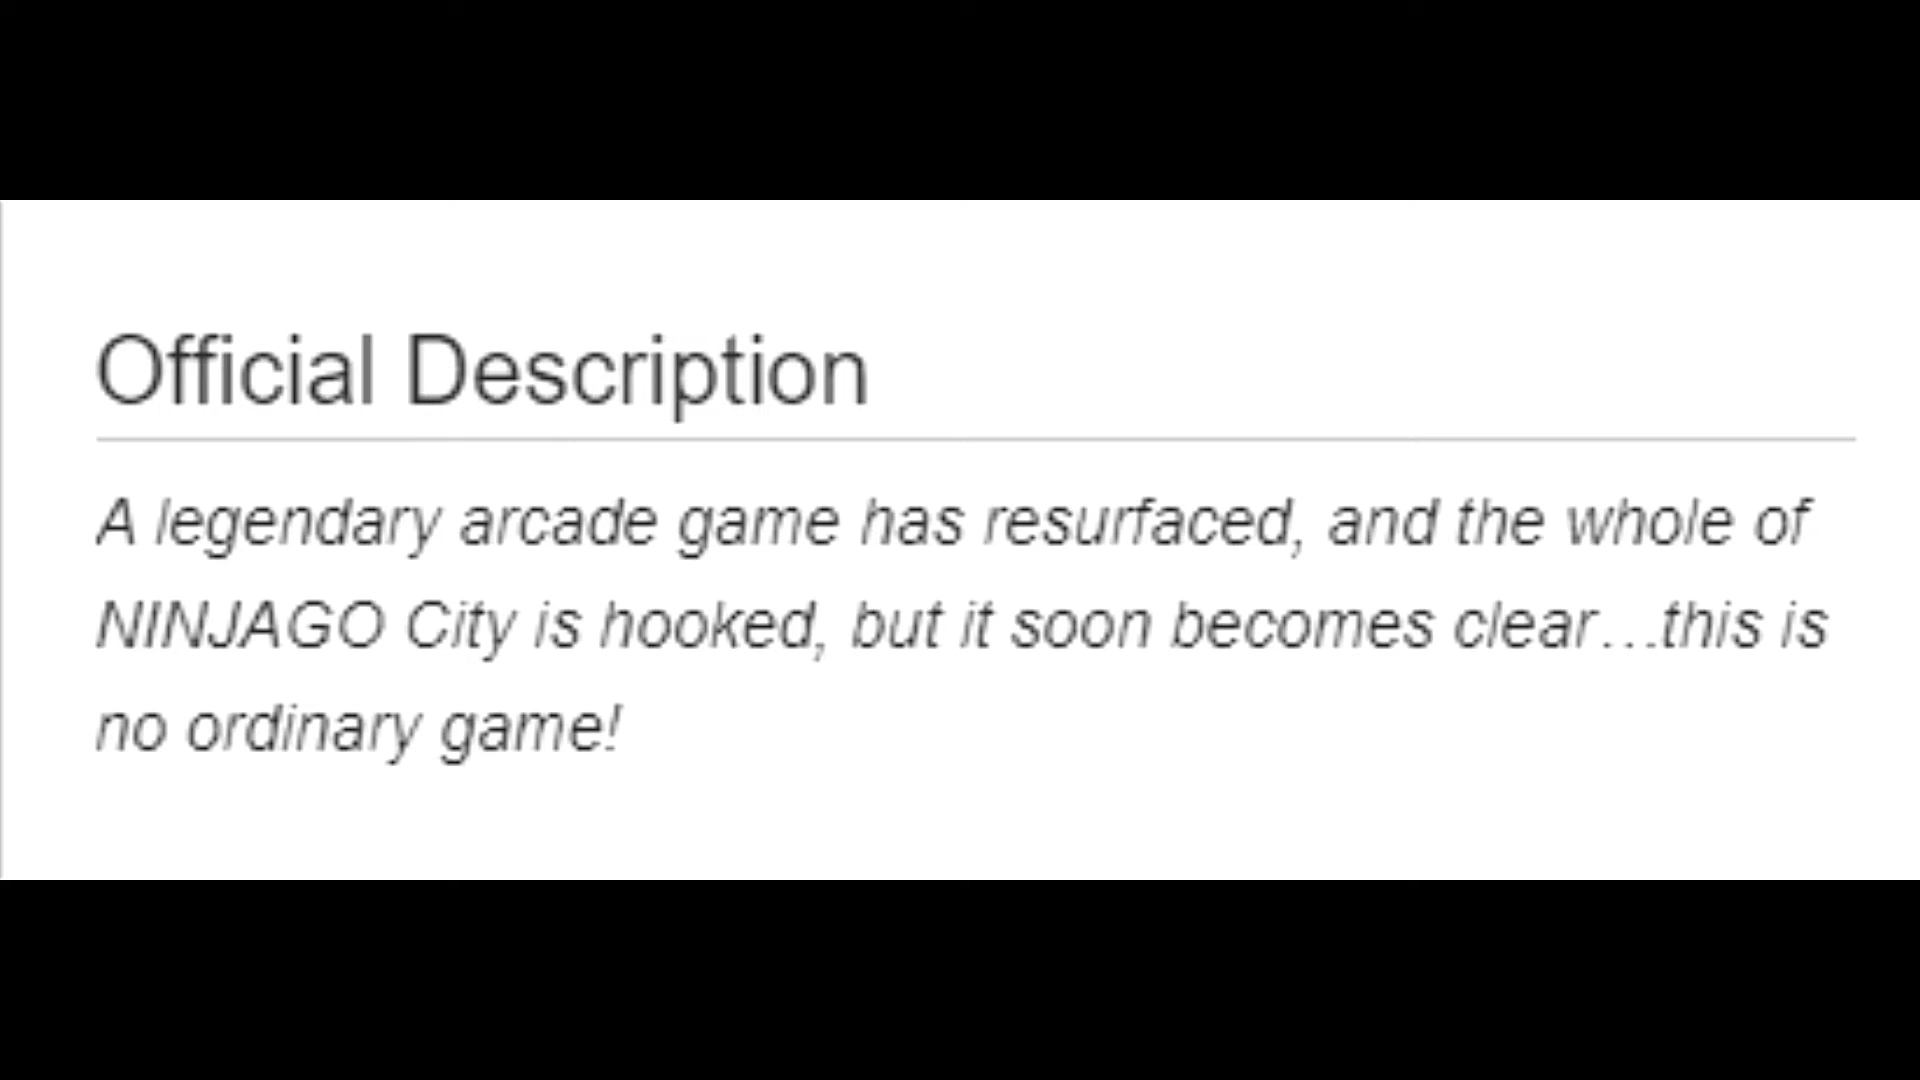 Official Description
A legendary arcade game has resurfaced, and the whole of
NINJAGO City is hooked, but it soon becomes clear…this is
no ordinary game!